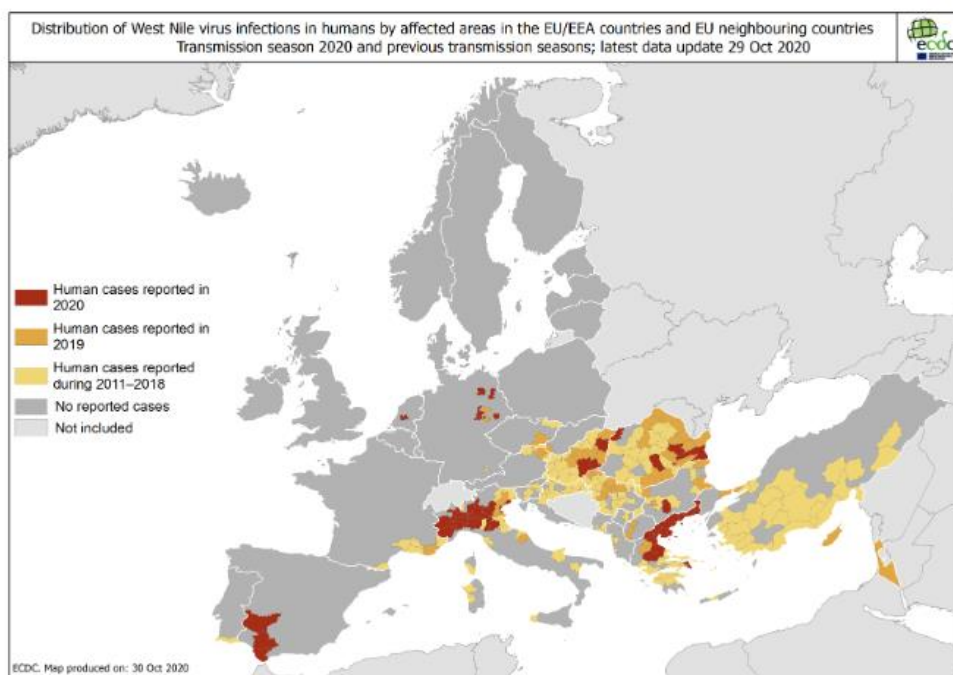 Distribution of West Nile virus infections in humans by affected areas in the EU/EEA countries and EU neighbouring countries
Transmission season 2020 and previous transmission seasons; latest data update 29 Oct 2020
ecdc
Human cases reported in
2020
Human cases reported in
2019
Human cases reported
during 2011–2018
No reported cases
Not included
ECDC. Map produced on: 30 Oct 2020